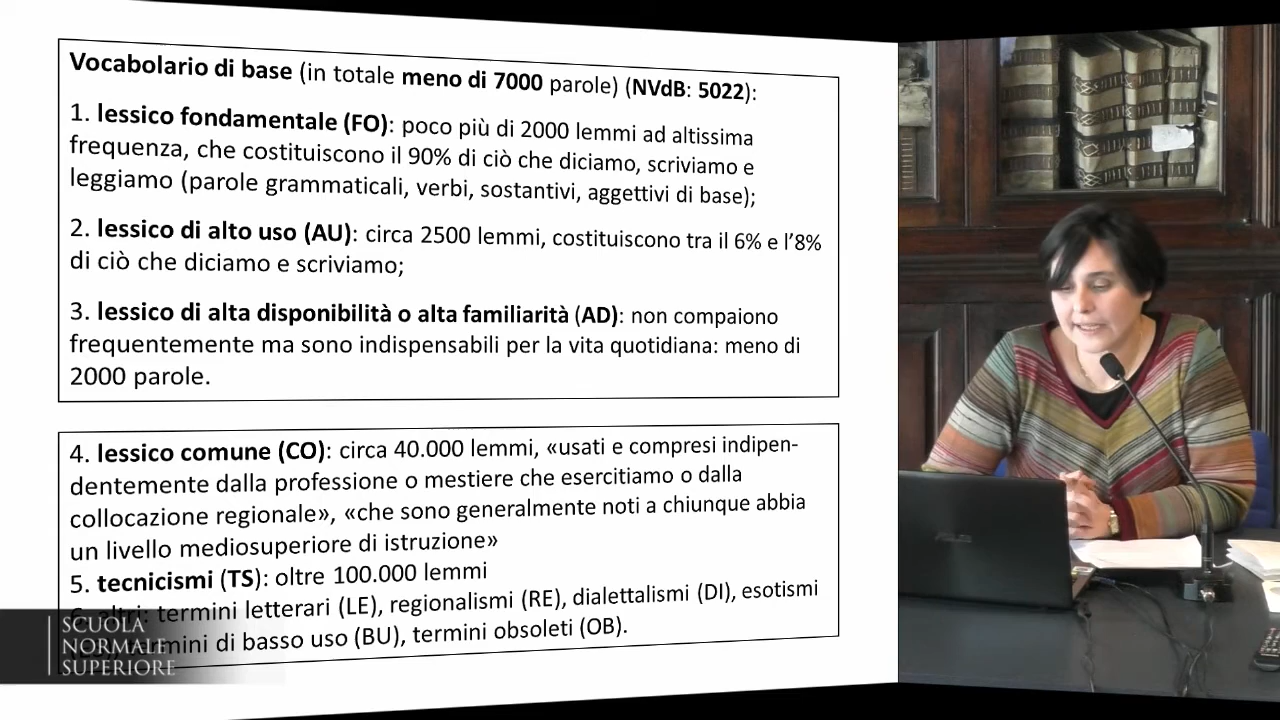 Vocabolario di base (in totale meno di 7000 parole) (NVdB: 5022):
1. lessico fondamentale (FO): poco più di 2000 lemmi ad altissima
frequenza, che costituiscono il 90% di ciò che diciamo, scriviamo e
leggiamo (parole grammaticali, verbi, sostantivi, aggettivi di base);
2. lessico di alto uso (AU): circa 2500 lemmi, costituiscono tra il 6% e l’8%
di ciò che diciamo e scriviamo;
3. lessico di alta disponibilità o alta familiarità (AD): non compaiono
frequentemente ma sono indispensabili per la vita quotidiana: meno di
2000 parole.
4. lessico comune (CO): circa 40.000 lemmi, «usati e compresi indipen-
dentemente dalla professione o mestiere che esercitiamo o dalla
collocazione regionale», «che sono generalmente noti a chiunque abbia
un livello mediosuperiore di istruzione»
5. tecnicismi (TS): oltre 100.000 lemmi
6. altri: termini letterari (LE), regionalismi (RE), dialettalismi (DI), esotismi
termini di basso uso (BU), termini obsoleti (OB).
SCUOLA
NORMALE
SUPERIORE